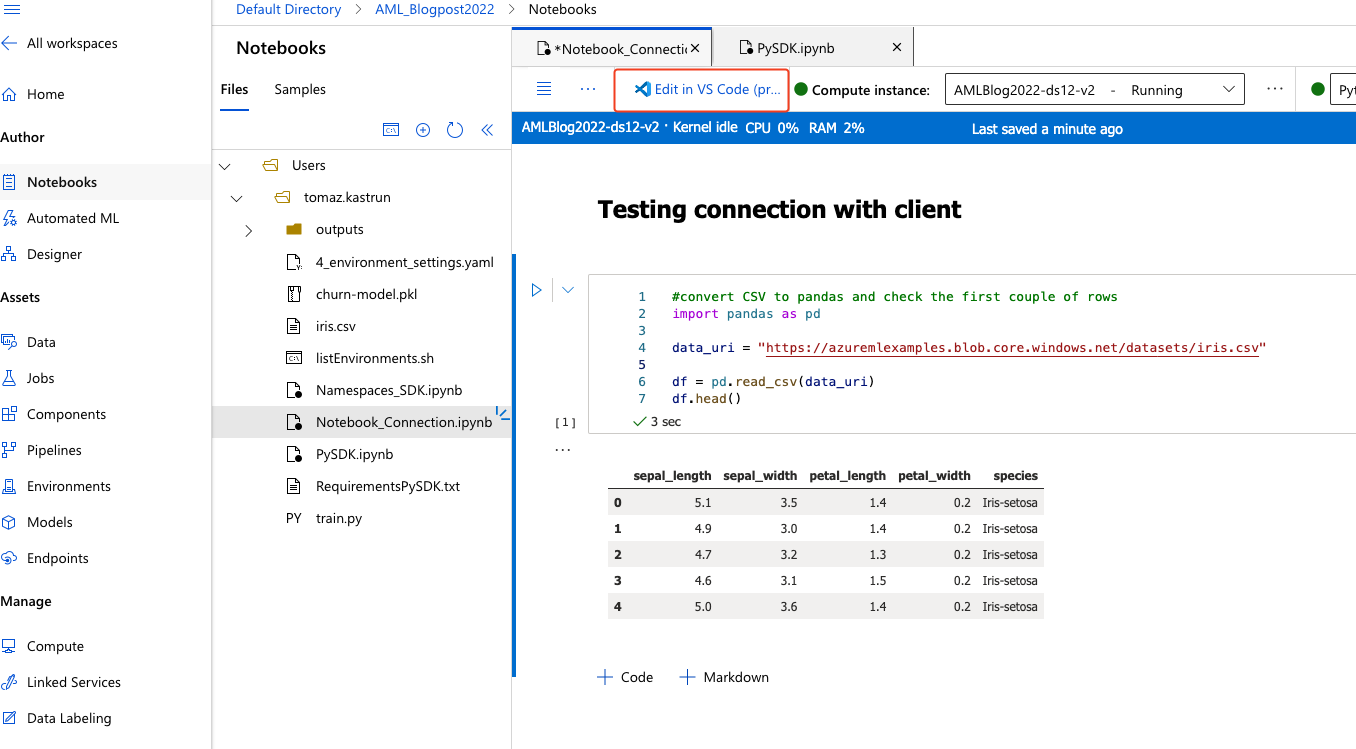 Default Directory > AML_Blogpost2022 > Notebooks
All workspaces
Home
Author
Notebooks
Automated ML
Designer
Assets
Data
Jobs
Components
Pipelines
Environments
Models
Endpoints
Manage
Compute
Linked Services
Data Labeling
Notebooks
Files Samples
Users
tomaz.kastrun
outputs
4_environment_settings.yaml
churn-model.pkl
iris.csv
listEnvironments.sh
Namespaces_SDK.ipynb
Notebook_Connection.ipynb
PySDK.ipynb
RequirementsPySDK.txt
PY train.py
*Notebook_Connectic × PySDK.ipynb ×
··· Edit in VS Code (pr... Compute instance: AMLBlog2022-ds12-v2 - Running ··· Pyt
AMLBlog2022-ds12-v2 · Kernel idle CPU 0% RAM 2% Last saved a minute ago
Testing connection with client
1 #convert CSV to pandas and check the first couple of rows
2 import pandas as pd
3
4 data_uri = "https://azuremlexamples.blob.core.windows.net/datasets/iris.csv"
5
6 df = pd.read_csv(data_uri)
7 df.head()
[1] 3 sec
...
sepal_length sepal_width petal_length petal_width species
0 5.1 3.5 1.4 0.2 Iris-setosa
1 4.9 3.0 1.4 0.2 Iris-setosa
2 4.7 3.2 1.3 0.2 Iris-setosa
3 4.6 3.1 1.5 0.2 Iris-setosa
4 5.0 3.6 1.4 0.2 Iris-setosa
+ Code + Markdown